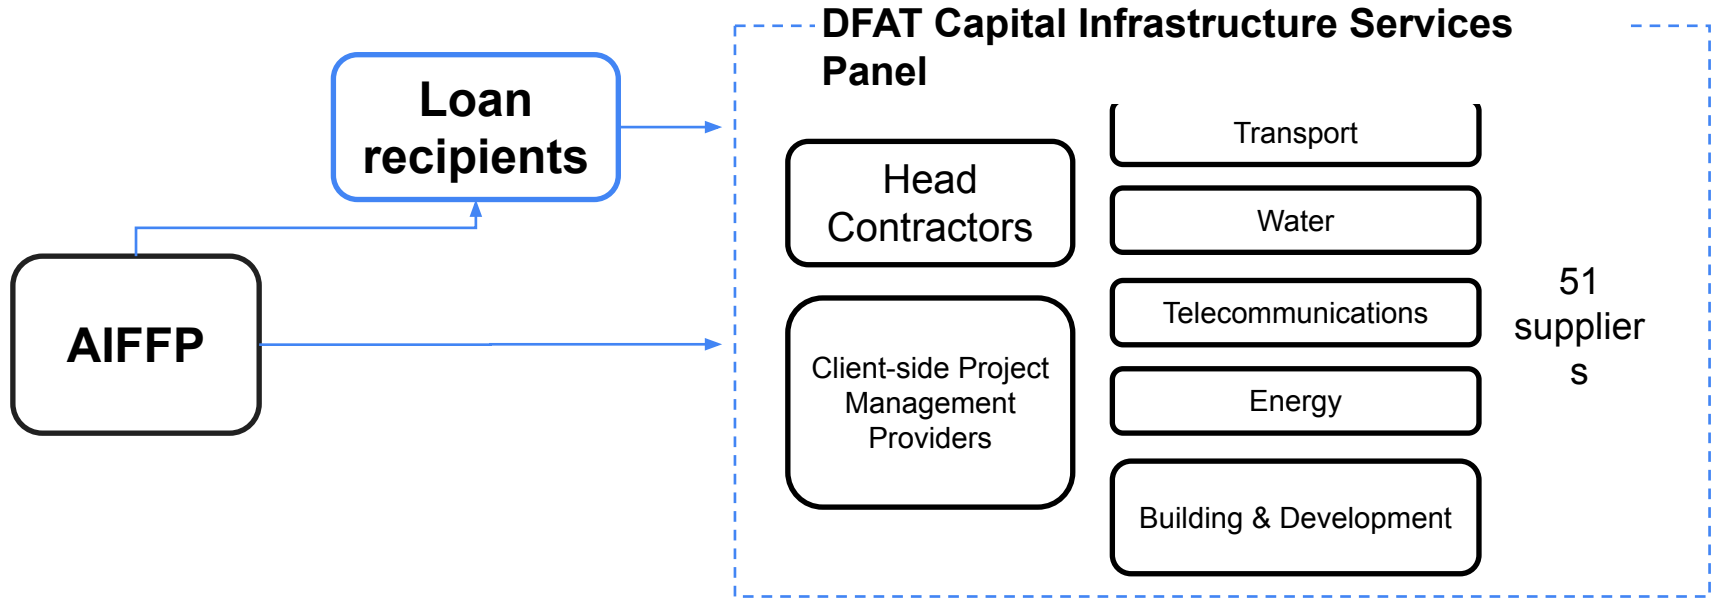 DFAT Capital Infrastructure Services
Panel
Loan
recipients
AIFFP
Head
Contractors
Client-side Project
Management
Providers
Transport
Water
Telecommunications
Energy
Building & Development
51
supplier
s